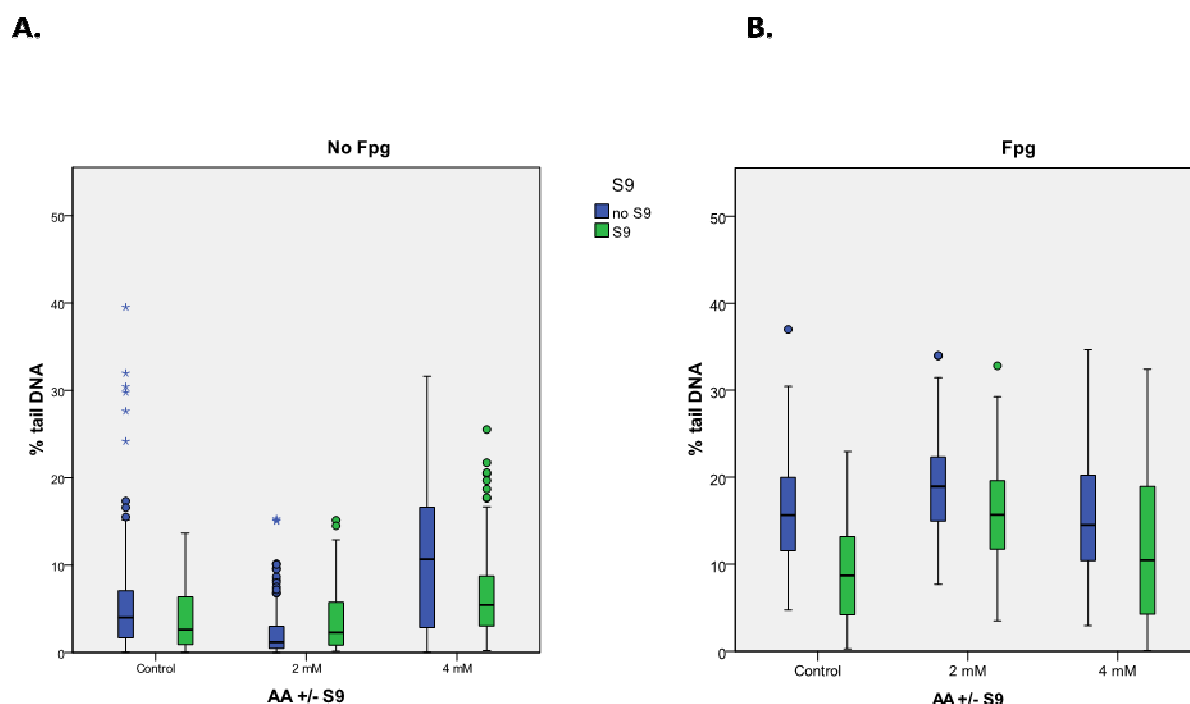 A.
B.
No Fpg
Fpg
S9
no S9
S9
50
40
30
20
10
0
% tail DNA
Control
2 mM
4 mM
AA +/- S9
50
40
30
20
10
0
% tail DNA
Control
2 mM
4 mM
AA +/- S9